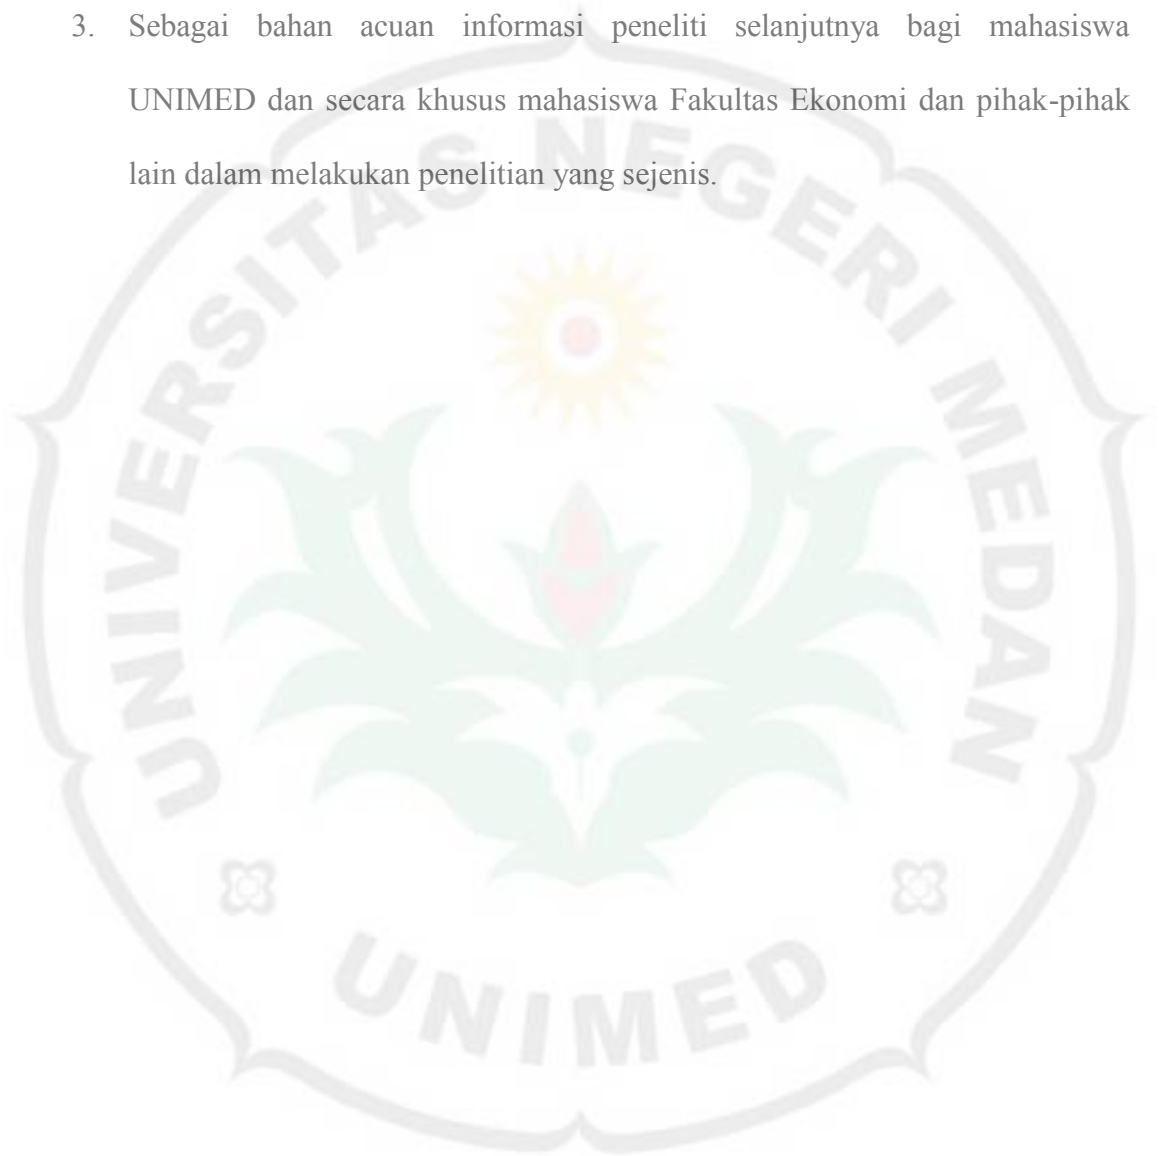 3. Sebagai bahan acuan informasi peneliti selanjutnya bagi mahasiswa
UNIMED dan secara khusus mahasiswa Fakultas Ekonomi dan pihak-pihak
lain dalam melakukan penelitian yang sejenis.
UNIVERSITAS NEGERI MEDAN
UNIMED